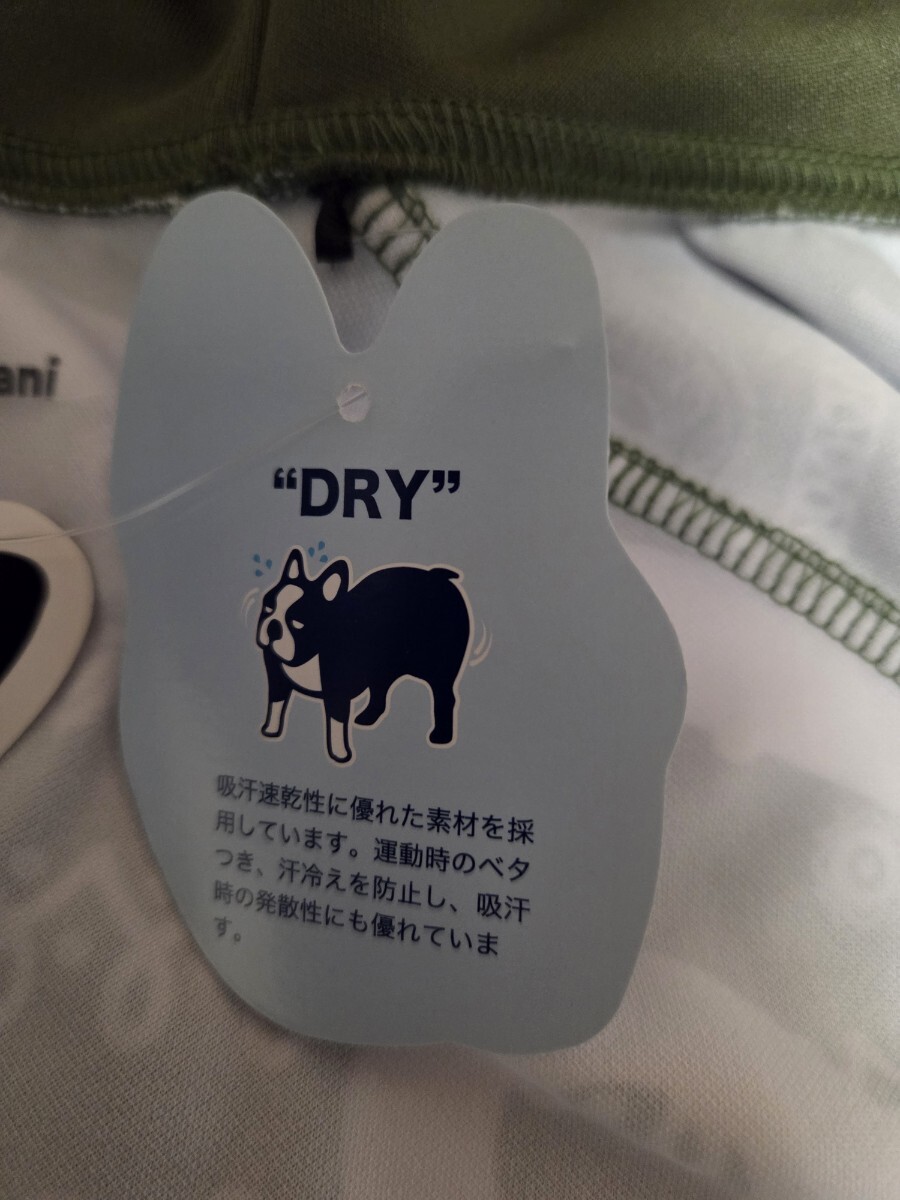 ani
“DRY”
吸汗速乾性に優れた素材を採
用しています。運動時のベタ
つき、汗冷えを防止し、吸汗
時の発散性にも優れていま
す。